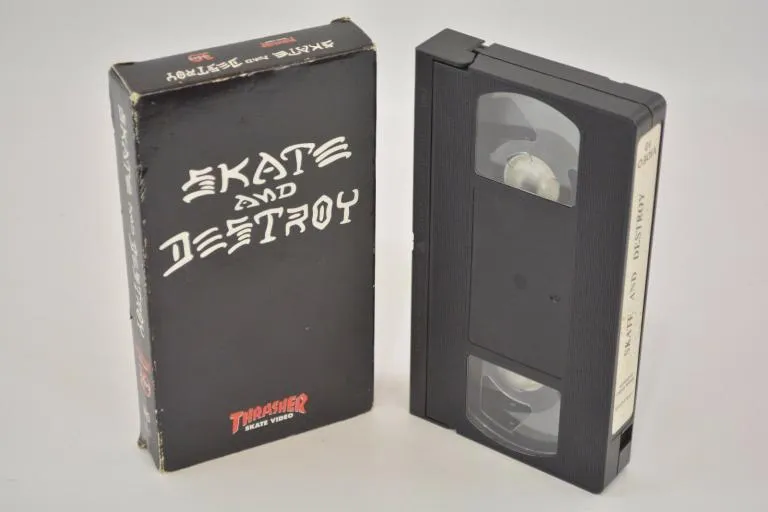 SKATE AND DESTROY
SKATE AND DESTROY
SKATE
AND
DESTROY
THRASHER
SKATE VIDEO
SKATE AND DESTROY